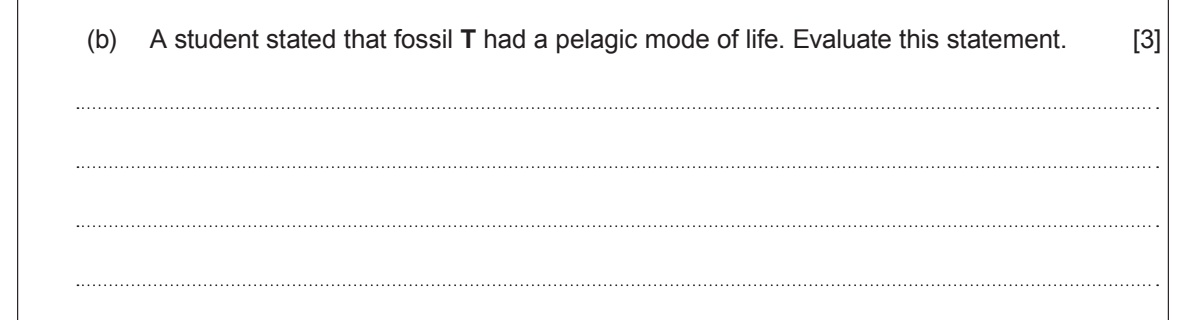 (b) A student stated that fossil T had a pelagic mode of life. Evaluate this statement. [3]